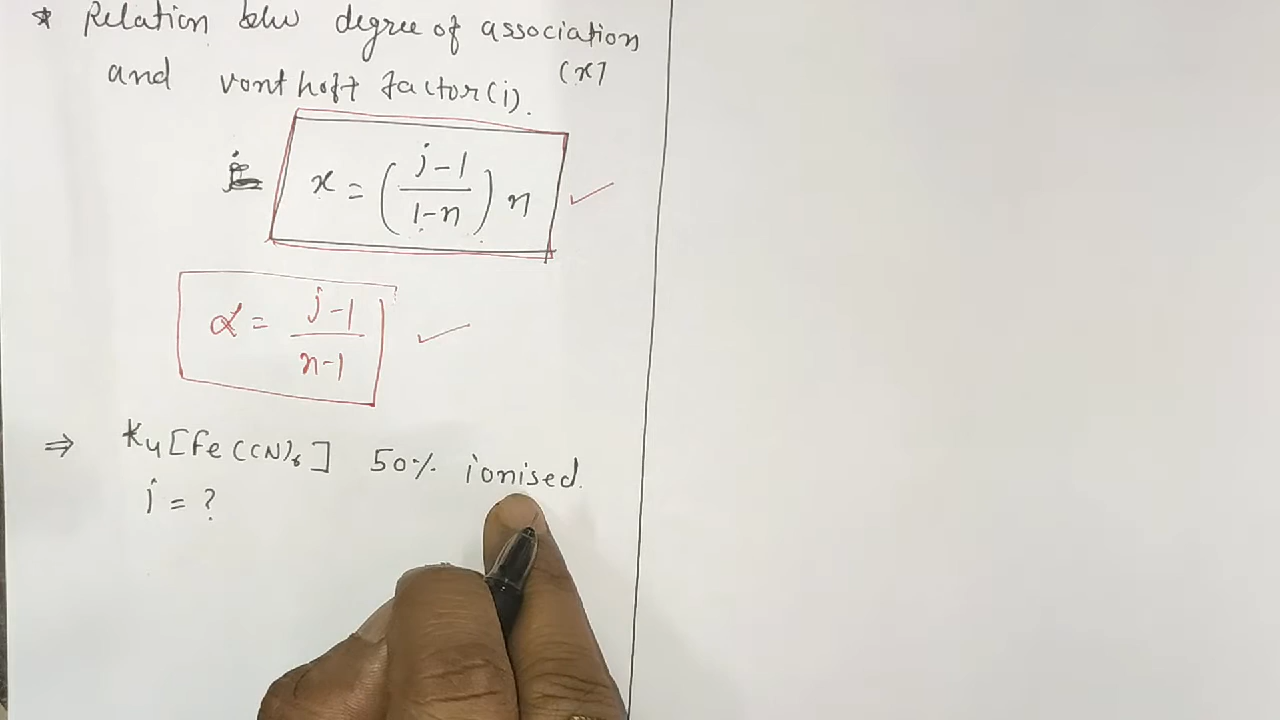 * Relation b/w degree of association
(x)
and vont hoft factor(i).
i
x = (i-1/1-n) n ✓
α = i-1/n-1 ✓
⇒ K4[Fe(CN)6] 50% ionised.
i = ?